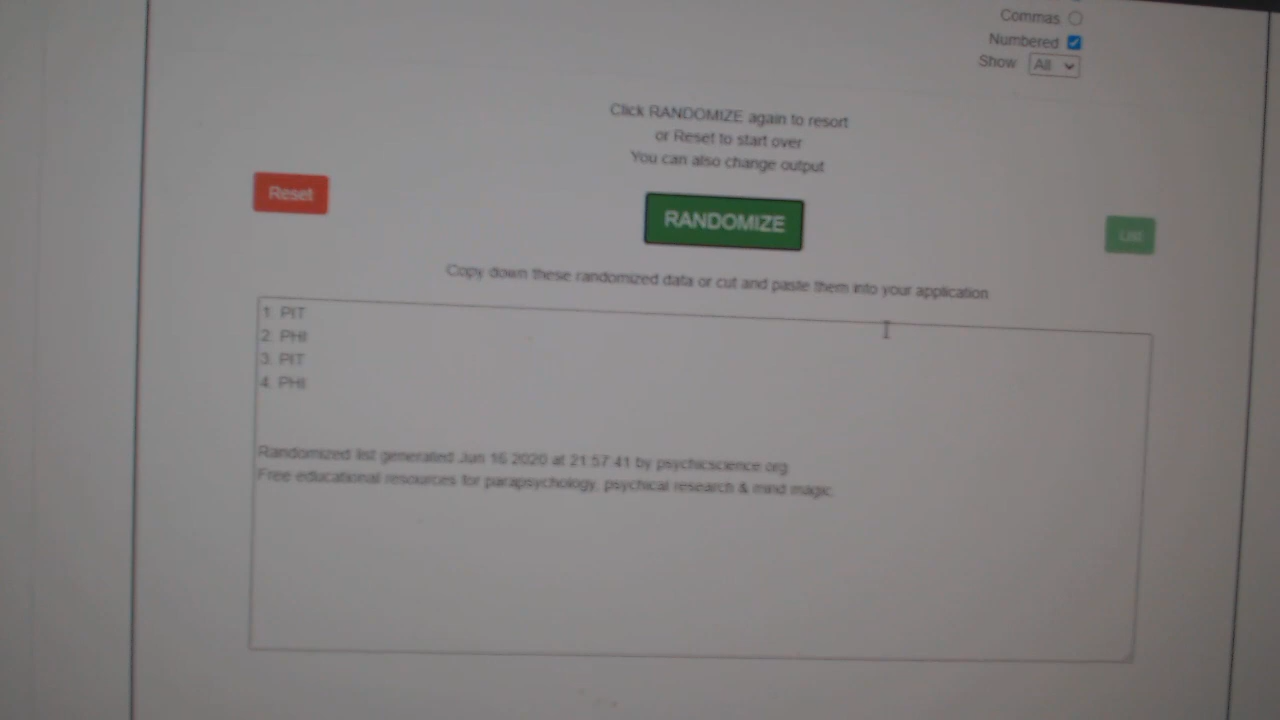 Commas
Numbered
Show All
Click RANDOMIZE again to resort
or Reset to start over
You can also change output
Reset
RANDOMIZE
List
Copy down these randomized data or cut and paste them into your application
1. PIT
2. PHI
3. PIT
4. PHI
Randomized list generated Jun 16 2020 at 21:57:41 by psychicscience.org
Free educational resources for parapsychology, psychical research & mind magic.